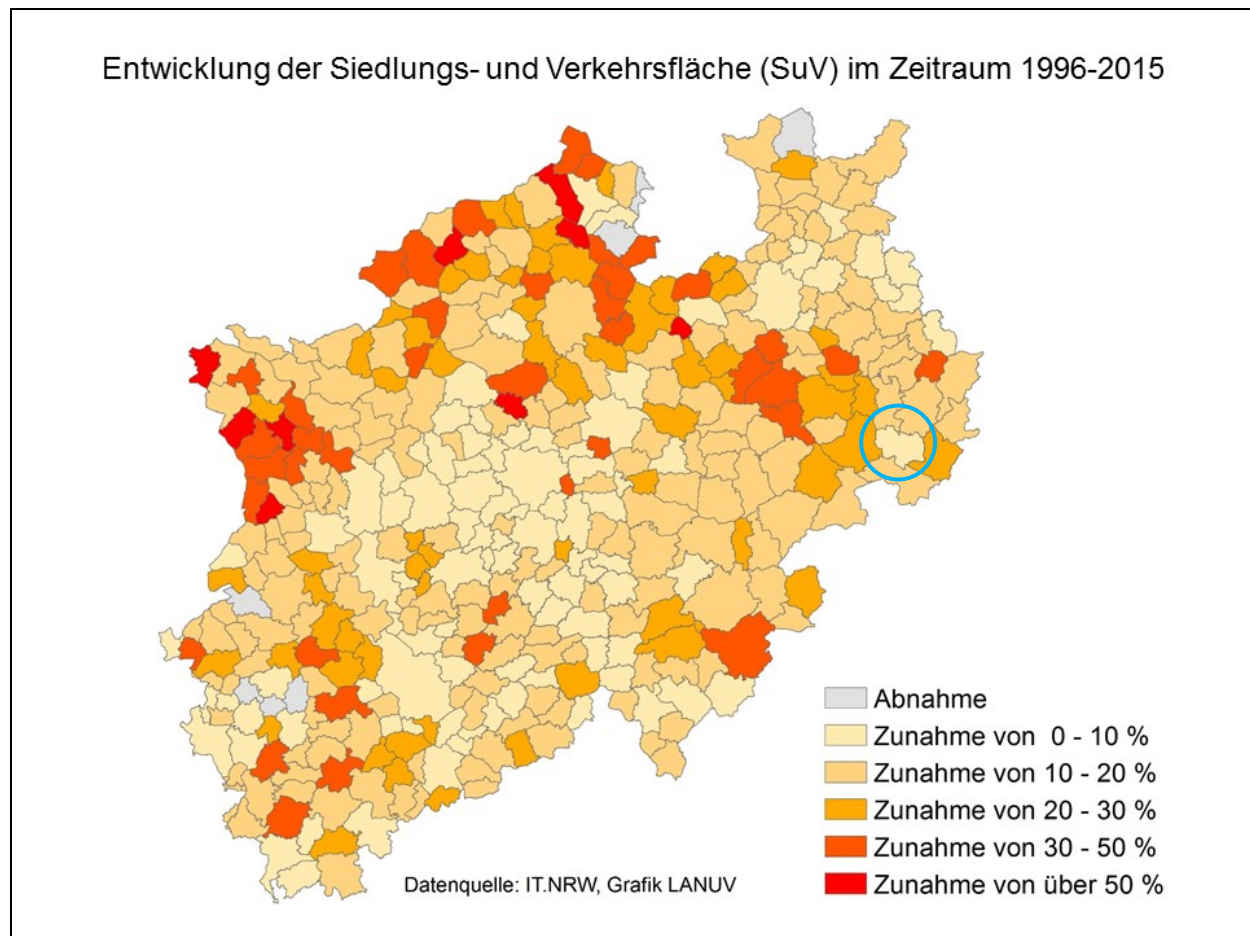 Entwicklung der Siedlungs- und Verkehrsfläche (SuV) im Zeitraum 1996-2015
Abnahme
Zunahme von 0 - 10 %
Zunahme von 10 - 20 %
Zunahme von 20 - 30 %
Zunahme von 30 - 50 %
Zunahme von über 50 %
Datenquelle: IT.NRW, Grafik LANUV